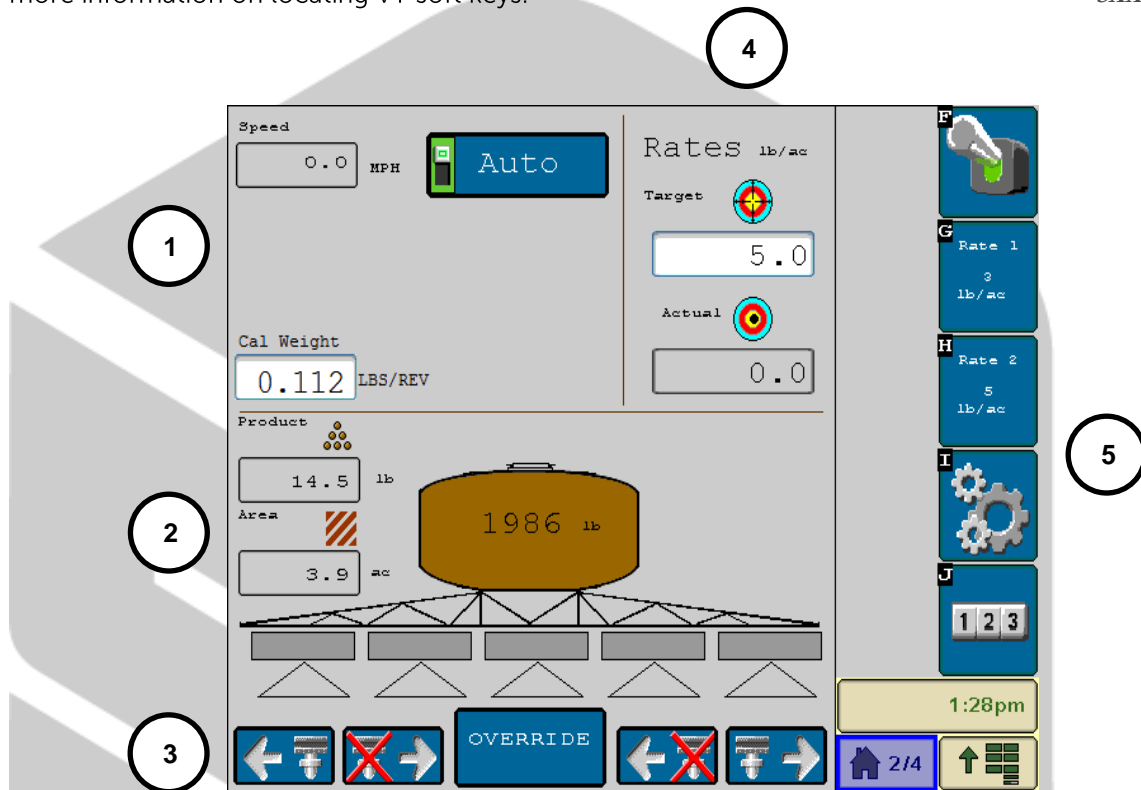 more information on locating VT soft keys.
4
Speed
0.0 MPH
Auto
Rates lb/ac
Target
5.0
Actual
0.0
1
Cal Weight
0.112 LBS/REV
Product
14.5 lb
Area
3.9 ac
1986 lb
2
3
OVERRIDE
F
G
Rate 1
3
lb/ac
H
Rate 2
5
lb/ac
I
J
1 2 3
5
1:28pm
2/4